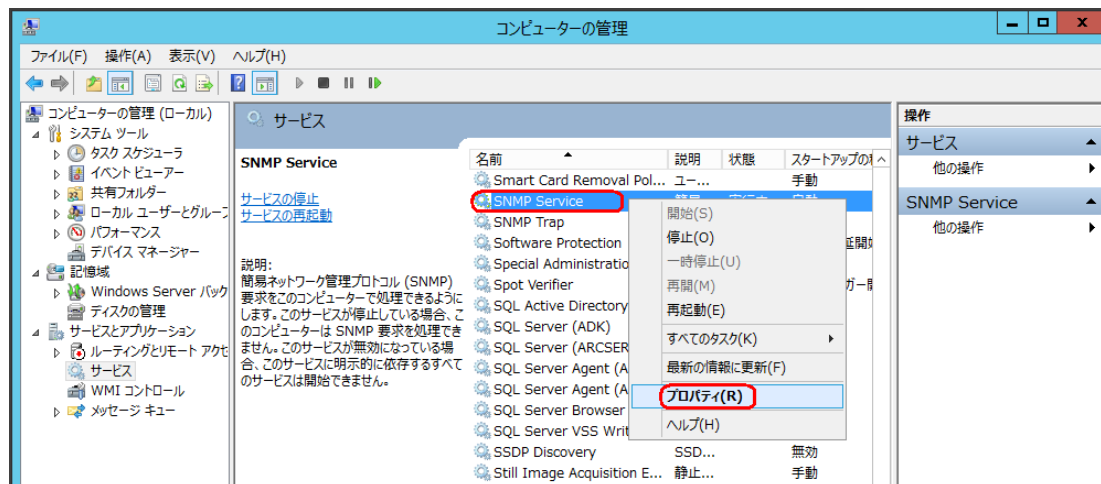 コンピューターの管理
ファイル(F) 操作(A) 表示(V) ヘルプ(H)
コンピューターの管理 (ローカル)
システム ツール
タスク スケジューラ
イベント ビューアー
共有フォルダー
ローカル ユーザーとグループ
パフォーマンス
デバイス マネージャー
記憶域
Windows Server バック
ディスクの管理
サービスとアプリケーション
ルーティングとリモート アクセ
サービス
WMI コントロール
メッセージ キュー
サービス
SNMP Service
サービスの停止
サービスの再起動
説明:
簡易ネットワーク管理プロトコル (SNMP)
要求をこのコンピューターで処理できるように
します。このサービスが停止している場合、こ
のコンピューターは SNMP 要求を処理でき
ません。このサービスが無効になっている場
合、このサービスに明示的に依存するすべて
のサービスは開始できません。
名前 説明 状態 スタートアップの
Smart Card Removal Pol... ユー... 手動
SNMP Service
SNMP Trap
Software Protection
Special Administratio
Spot Verifier
SQL Active Directory
SQL Server (ADK)
SQL Server (ARCSER
SQL Server Agent (A
SQL Server Agent (A
SQL Server Browser
SQL Server VSS Writ
SSDP Discovery SSD... 無効
Still Image Acquisition E... 静止... 手動
開始(S)
停止(O)
一時停止(U)
再開(M)
再起動(E)
すべてのタスク(K)
最新の情報に更新(F)
プロパティ(R)
ヘルプ(H)
操作
サービス
他の操作
SNMP Service
他の操作